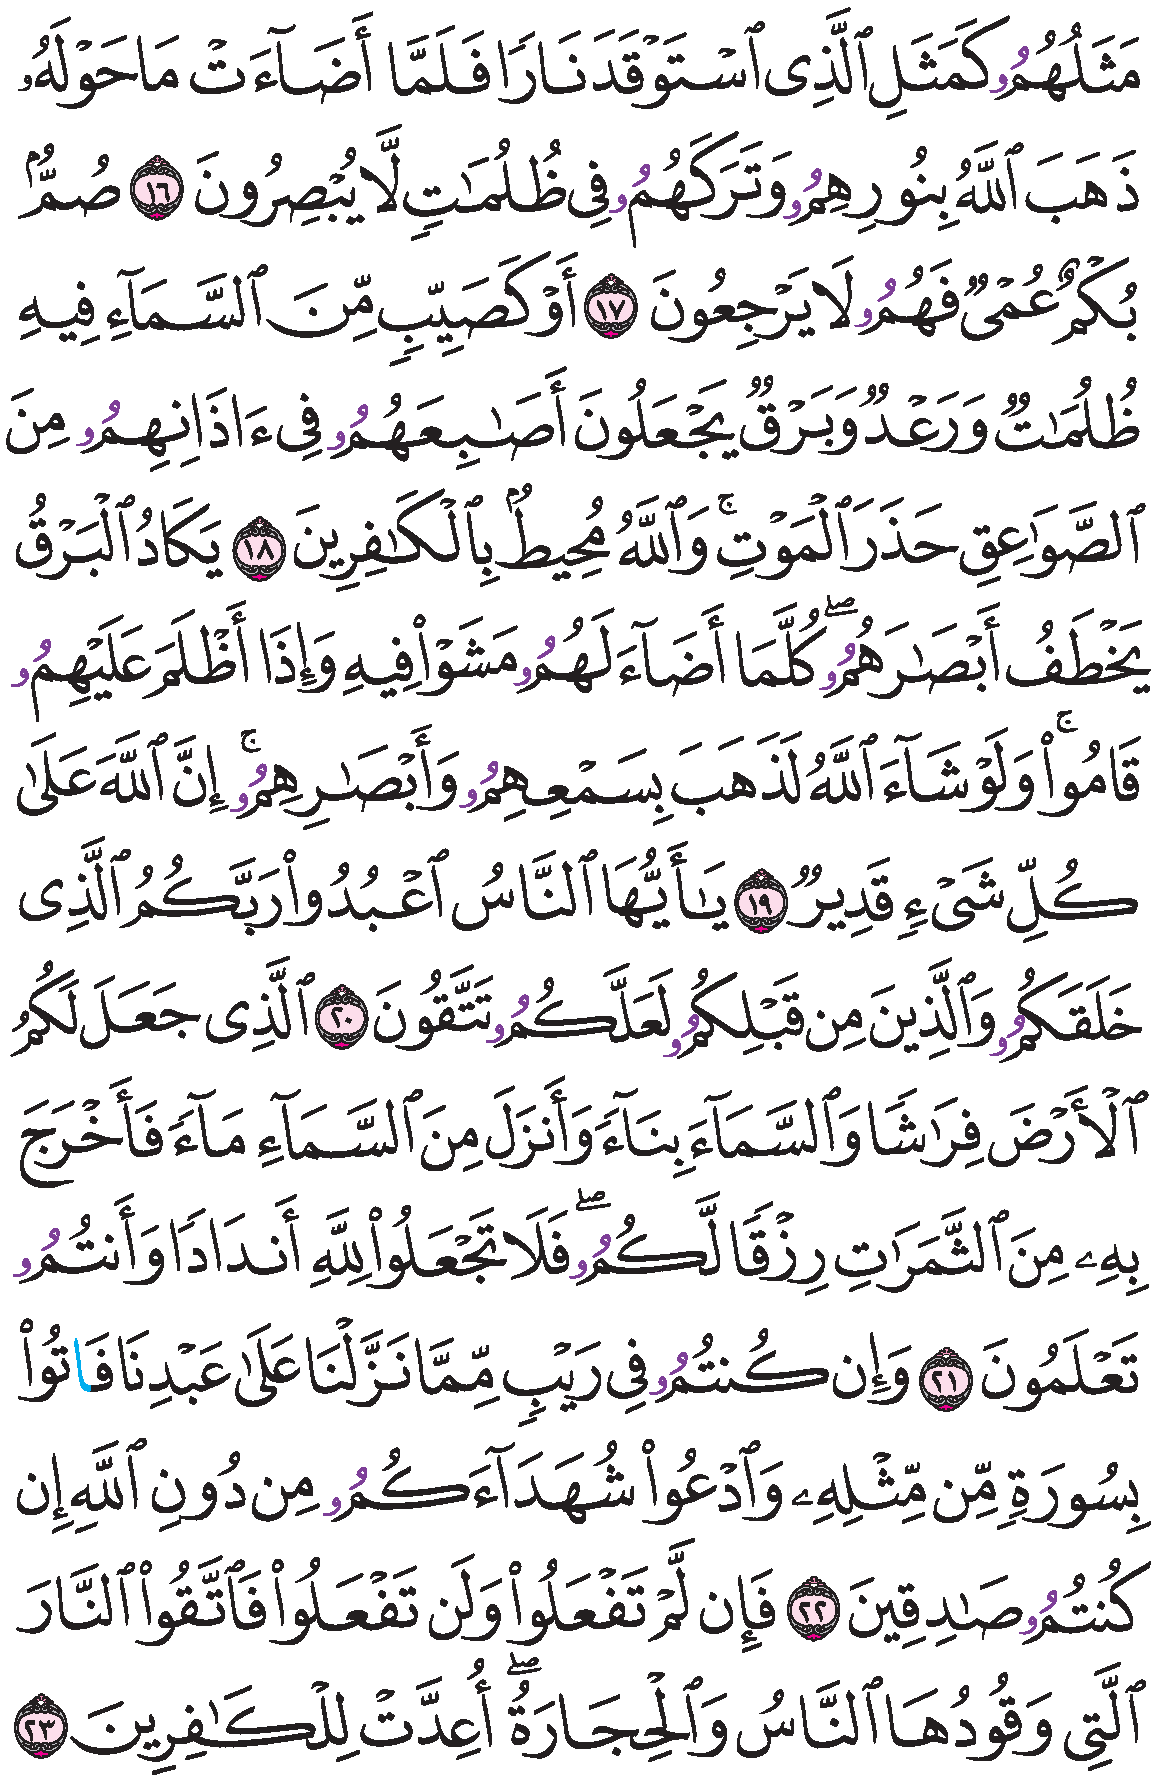 مَثَلُهُمُۥ كَمَثَلِ ٱلَّذِى ٱسْتَوْقَدَ نَارًا فَلَمَّا أَضَآءَتْ مَا حَوْلَهُۥ
ذَهَبَ ٱللَّهُ بِنُورِهِمُۥ وَتَرَكَهُمُۥ فِى ظُلُمَٰتٍ لَّا يُبْصِرُونَ ١٦ صُمُّۢ
بُكْمٌ عُمْىٌ فَهُمُۥ لَا يَرْجِعُونَ ١٧ أَوْ كَصَيِّبٍ مِّنَ ٱلسَّمَآءِ فِيهِ
ظُلُمَٰتٌ وَرَعْدٌ وَبَرْقٌ يَجْعَلُونَ أَصَٰبِعَهُمُۥ فِىٓ ءَاذَانِهِمُۥ مِنَ
ٱلصَّوَٰعِقِ حَذَرَ ٱلْمَوْتِ ۚ وَٱللَّهُ مُحِيطٌۢ بِٱلْكَٰفِرِينَ ١٨ يَكَادُ ٱلْبَرْقُ
يَخْطَفُ أَبْصَٰرَهُمُۥ ۖ كُلَّمَا أَضَآءَ لَهُمُۥ مَشَوْا۟ فِيهِ وَإِذَا أَظْلَمَ عَلَيْهِمُۥ
قَامُوا۟ ۚ وَلَوْ شَآءَ ٱللَّهُ لَذَهَبَ بِسَمْعِهِمُۥ وَأَبْصَٰرِهِمُۥ ۚ إِنَّ ٱللَّهَ عَلَىٰ
كُلِّ شَىْءٍ قَدِيرٌ ١٩ يَٰأَيُّهَا ٱلنَّاسُ ٱعْبُدُوا۟ رَبَّكُمُ ٱلَّذِى
خَلَقَكُمُۥ وَٱلَّذِينَ مِن قَبْلِكُمُۥ لَعَلَّكُمُۥ تَتَّقُونَ ٢٠ ٱلَّذِى جَعَلَ لَكُمُ
ٱلْأَرْضَ فِرَٰشًا وَٱلسَّمَآءَ بِنَآءً وَأَنزَلَ مِنَ ٱلسَّمَآءِ مَآءً فَأَخْرَجَ
بِهِۦ مِنَ ٱلثَّمَرَٰتِ رِزْقًا لَّكُمُۥ ۖ فَلَا تَجْعَلُوا۟ لِلَّهِ أَندَادًا وَأَنتُمُۥ
تَعْلَمُونَ ٢١ وَإِن كُنتُمُۥ فِى رَيْبٍ مِّمَّا نَزَّلْنَا عَلَىٰ عَبْدِنَا فَاتُوا۟
بِسُورَةٍ مِّن مِّثْلِهِۦ وَٱدْعُوا۟ شُهَدَآءَكُمُۥ مِن دُونِ ٱللَّهِ إِن
كُنتُمُۥ صَٰدِقِينَ ٢٢ فَإِن لَّمْ تَفْعَلُوا۟ وَلَن تَفْعَلُوا۟ فَٱتَّقُوا۟ ٱلنَّارَ
ٱلَّتِى وَقُودُهَا ٱلنَّاسُ وَٱلْحِجَارَةُ ۖ أُعِدَّتْ لِلْكَٰفِرِينَ ٢٣